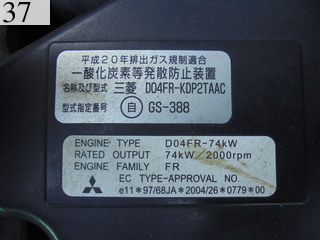 37
平成20年排出ガス規制適合
一酸化炭素等発散防止装置
名称及び型式 三菱 D04FR-KDP2TAAC
型式指定番号 自 GS-388
ENGINE TYPE D04FR-74kW
RATED OUTPUT 74kW/2000rpm
ENGINE FAMILY FR
EC TYPE-APPROVAL NO.
e11*97/68JA*2004/26*0779*00